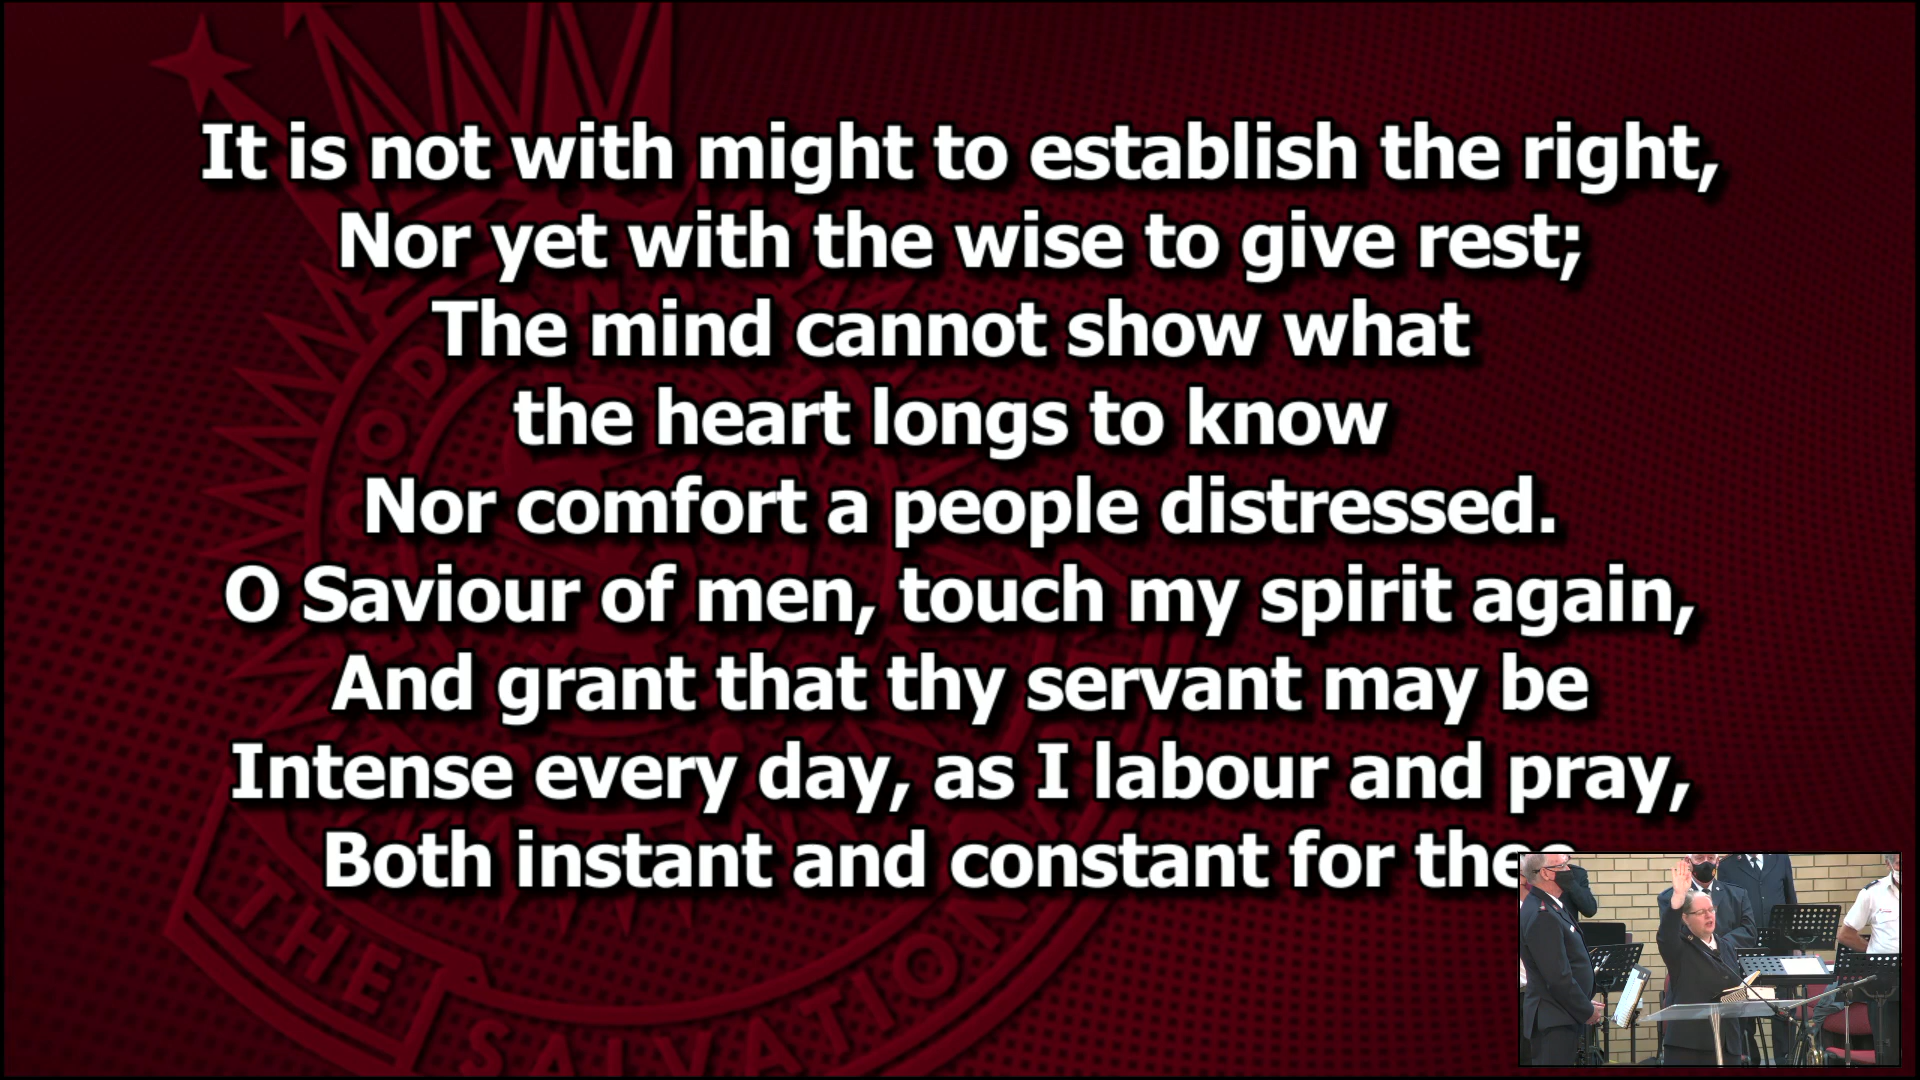 It is not with might to establish the right,
Nor yet with the wise to give rest;
The mind cannot show what
the heart longs to know
Nor comfort a people distressed.
O Saviour of men, touch my spirit again,
And grant that thy servant may be
Intense every day, as I labour and pray,
Both instant and constant for thee
THE
SALVATION